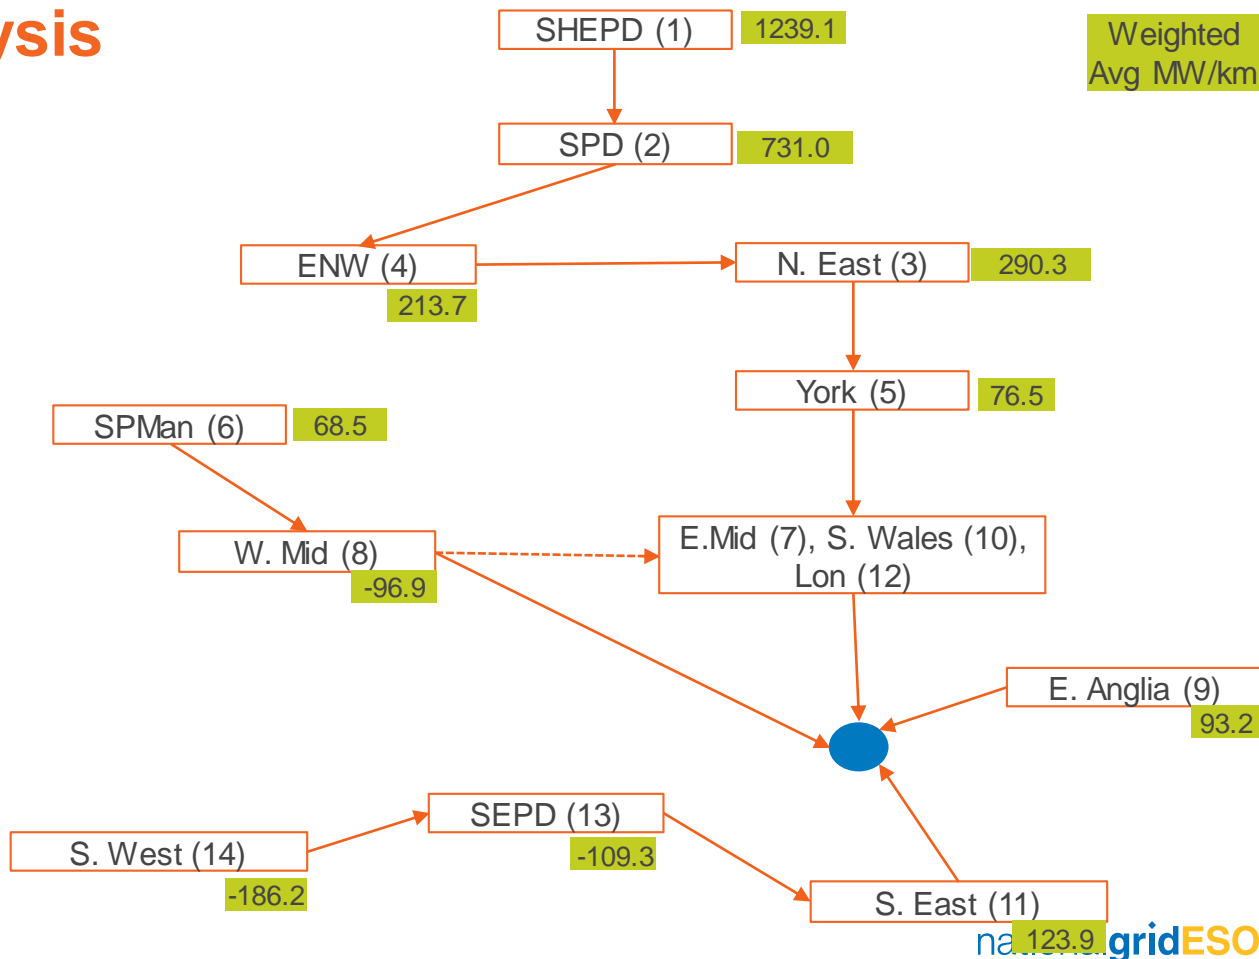 ysis
SHEPD (1)
1239.1
Weighted
Avg MW/km
SPD (2)
731.0
ENW (4)
213.7
N. East (3)
290.3
York (5)
76.5
SPMan (6)
68.5
W. Mid (8)
-96.9
E.Mid (7), S. Wales (10),
Lon (12)
E. Anglia (9)
93.2
SEPD (13)
-109.3
S. West (14)
-186.2
S. East (11)
123.9
gridESO